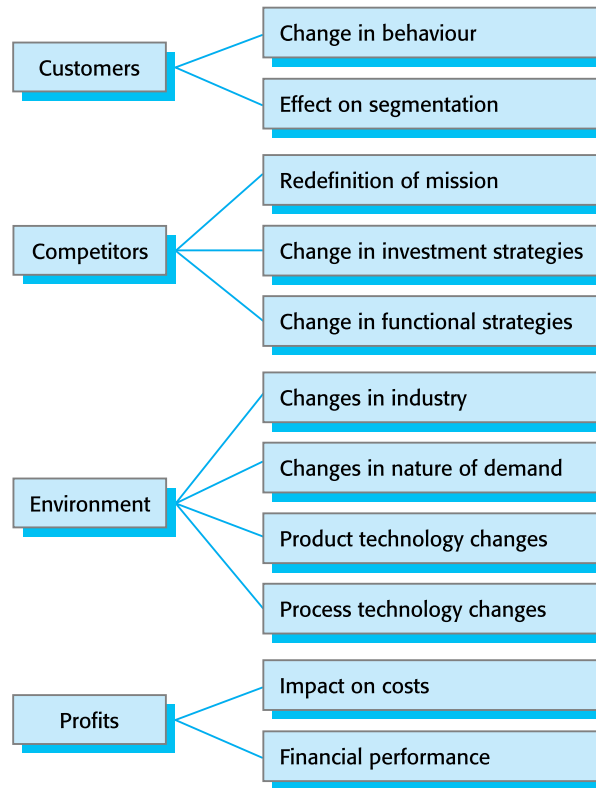 Customers
Change in behaviour
Effect on segmentation
Competitors
Redefinition of mission
Change in investment strategies
Change in functional strategies
Environment
Changes in industry
Changes in nature of demand
Product technology changes
Process technology changes
Profits
Impact on costs
Financial performance